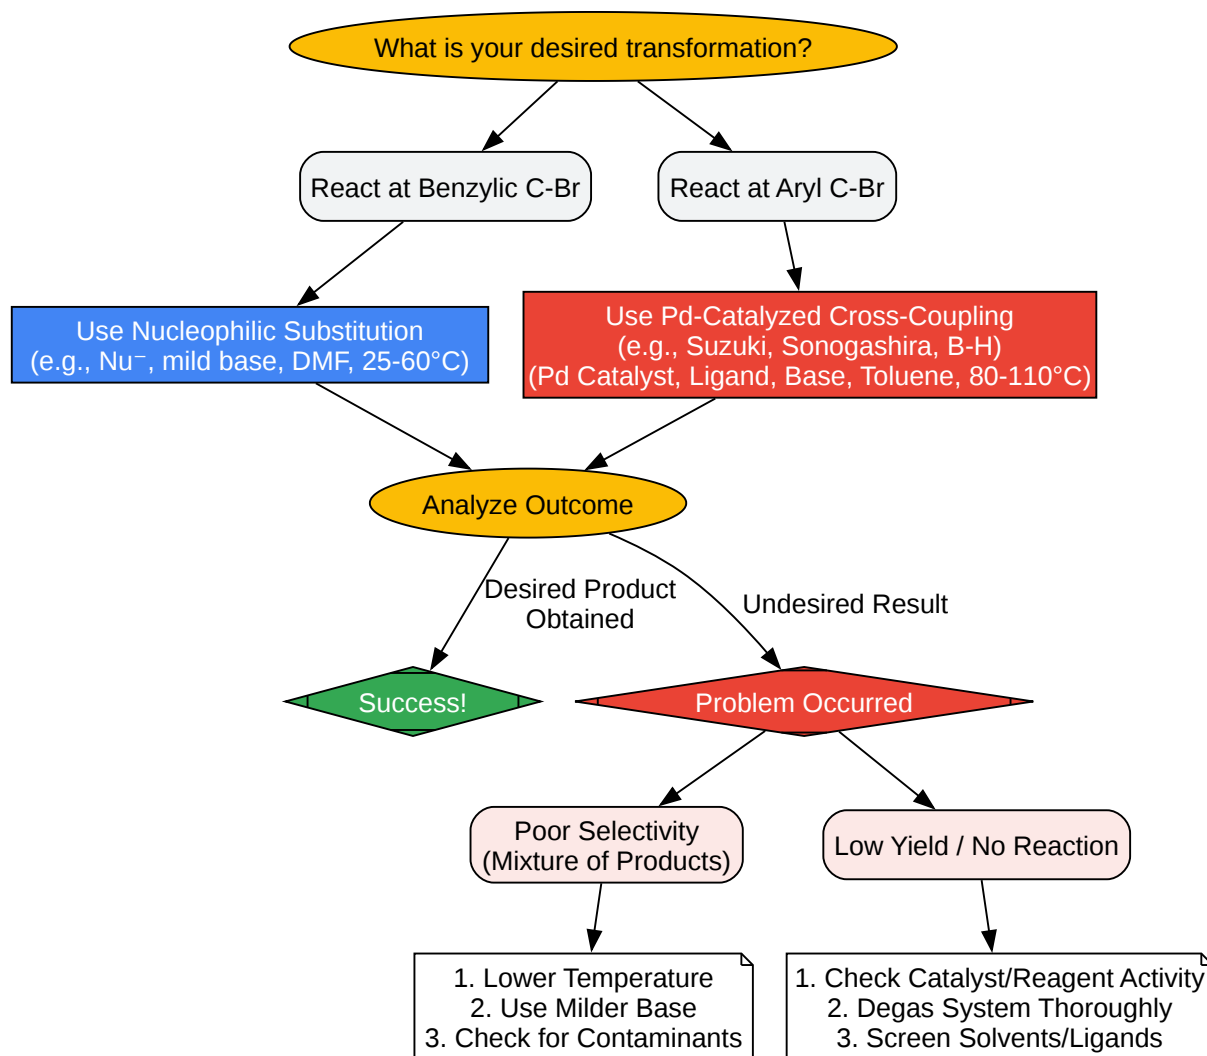 What is your desired transformation?
React at Benzylic C-Br
React at Aryl C-Br
Use Nucleophilic Substitution
(e.g., Nu⁻, mild base, DMF, 25-60°C)
Use Pd-Catalyzed Cross-Coupling
(e.g., Suzuki, Sonogashira, B-H)
(Pd Catalyst, Ligand, Base, Toluene, 80-110°C)
Analyze Outcome
Desired Product
Obtained
Undesired Result
Success!
Problem Occurred
Poor Selectivity
(Mixture of Products)
Low Yield / No Reaction
1. Lower Temperature
2. Use Milder Base
3. Check for Contaminants
1. Check Catalyst/Reagent Activity
2. Degas System Thoroughly
3. Screen Solvents/Ligands